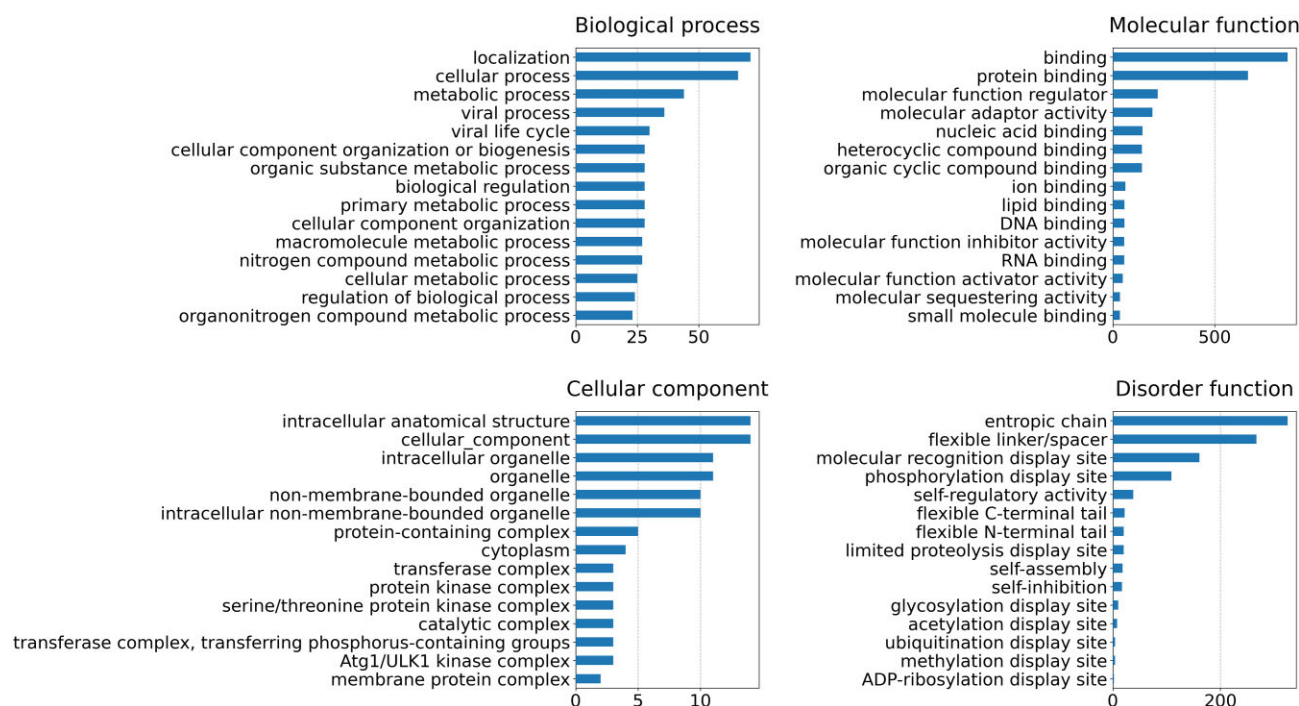 Biological process
localization
cellular process
metabolic process
viral process
viral life cycle
cellular component organization or biogenesis
organic substance metabolic process
biological regulation
primary metabolic process
cellular component organization
macromolecule metabolic process
nitrogen compound metabolic process
cellular metabolic process
regulation of biological process
organonitrogen compound metabolic process
0 25 50
Molecular function
binding
protein binding
molecular function regulator
molecular adaptor activity
nucleic acid binding
heterocyclic compound binding
organic cyclic compound binding
ion binding
lipid binding
DNA binding
molecular function inhibitor activity
RNA binding
molecular function activator activity
molecular sequestering activity
small molecule binding
0 500
Cellular component
intracellular anatomical structure
cellular_component
intracellular organelle
organelle
non-membrane-bounded organelle
intracellular non-membrane-bounded organelle
protein-containing complex
cytoplasm
transferase complex
protein kinase complex
serine/threonine protein kinase complex
catalytic complex
transferase complex, transferring phosphorus-containing groups
Atg1/ULK1 kinase complex
membrane protein complex
0 5 10
Disorder function
entropic chain
flexible linker/spacer
molecular recognition display site
phosphorylation display site
self-regulatory activity
flexible C-terminal tail
flexible N-terminal tail
limited proteolysis display site
self-assembly
self-inhibition
glycosylation display site
acetylation display site
ubiquitination display site
methylation display site
ADP-ribosylation display site
0 200